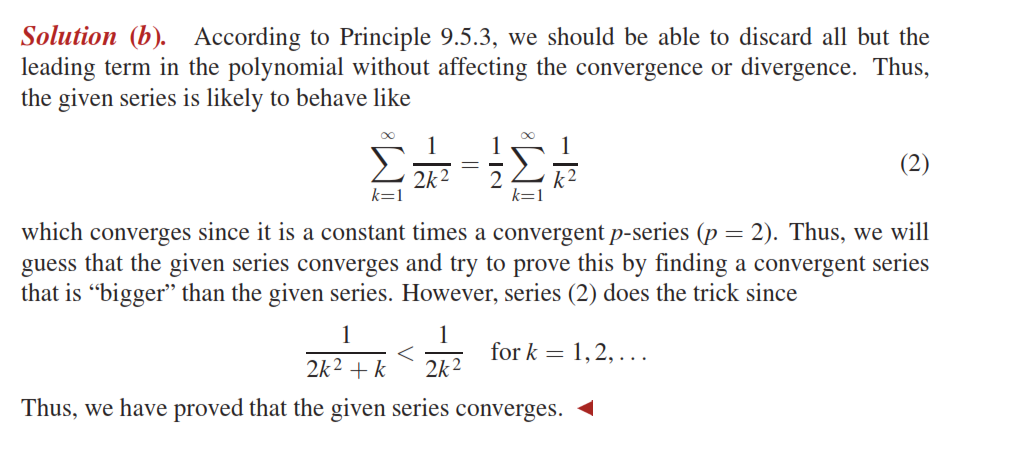 Solution (b). According to Principle 9.5.3, we should be able to discard all but the
leading term in the polynomial without affecting the convergence or divergence. Thus,
the given series is likely to behave like
∞∑k=1 1/2k² = 1/2 ∞∑k=1 1/k² (2)
which converges since it is a constant times a convergent p-series (p = 2). Thus, we will
guess that the given series converges and try to prove this by finding a convergent series
that is “bigger” than the given series. However, series (2) does the trick since
1/2k² + k < 1/2k² for k = 1, 2, . . .
Thus, we have proved that the given series converges. ◄